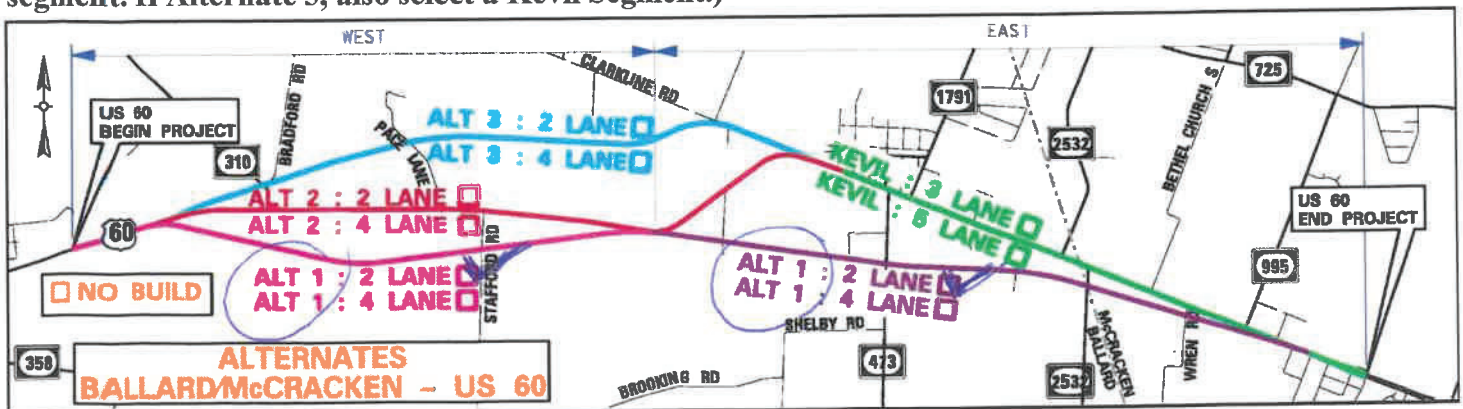 segment. If Alternate 3, also select a Kevil Segment.)
WEST
EAST
US 60
BEGIN PROJECT
310
BRADFORD RD
PACE LANE
CLARKLINE RD
ALT 3 : 2 LANE
ALT 3 : 4 LANE
1791
725
2532
BETHEL CHURCH S
KEVIL : 3 LANE
KEVIL : 5 LANE
US 60
END PROJECT
60
ALT 2 : 2 LANE
ALT 2 : 4 LANE
ALT 1 : 2 LANE
ALT 1 : 4 LANE
STAFFORD RD
ALT 1 : 2 LANE
ALT 1 : 4 LANE
995
NO BUILD
SHELBY RD
McCRACKEN
BALLARD
WREN RD
358
ALTERNATES
BALLARD/McCRACKEN - US 60
BROOKING RD
473
2532